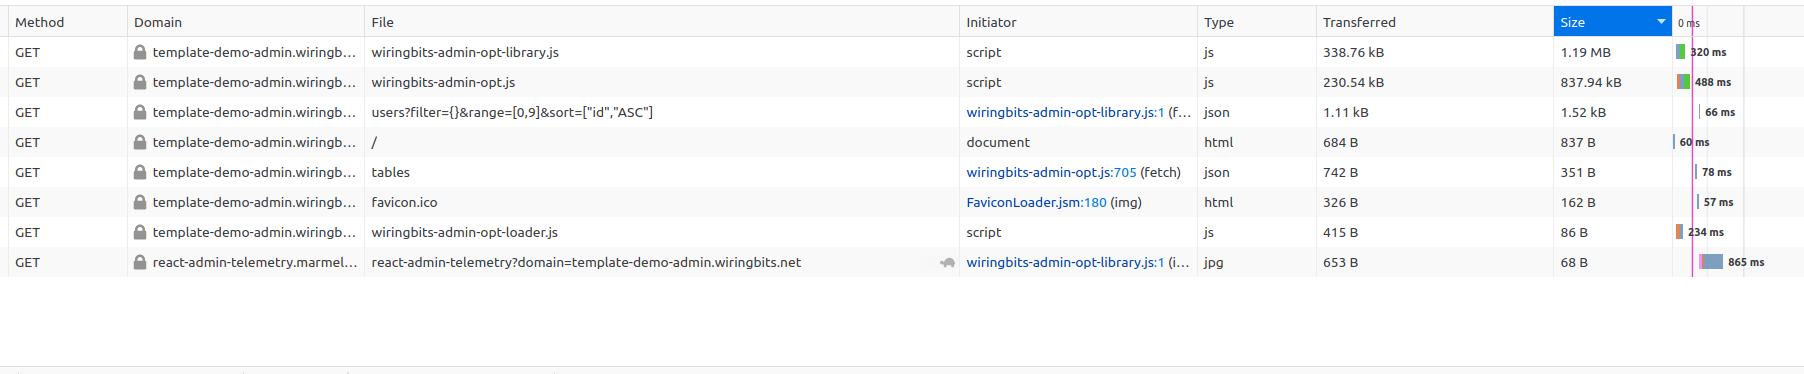 Method Domain File Initiator Type Transferred Size 0 ms
GET template-demo-admin.wiringb... wiringbits-admin-opt-library.js script js 338.76 kB 1.19 MB 320 ms
GET template-demo-admin.wiringb... wiringbits-admin-opt.js script js 230.54 kB 837.94 kB 488 ms
GET template-demo-admin.wiringb... users?filter={}&range=[0,9]&sort=["id","ASC"] wiringbits-admin-opt-library.js:1 (f... json 1.11 kB 1.52 kB 66 ms
GET template-demo-admin.wiringb... / document html 684 B 837 B 60 ms
GET template-demo-admin.wiringb... tables wiringbits-admin-opt.js:705 (fetch) json 742 B 351 B 78 ms
GET template-demo-admin.wiringb... favicon.ico FaviconLoader.jsm:180 (img) html 326 B 162 B 57 ms
GET template-demo-admin.wiringb... wiringbits-admin-opt-loader.js script js 415 B 86 B 234 ms
GET react-admin-telemetry.marmel... react-admin-telemetry?domain=template-demo-admin.wiringbits.net wiringbits-admin-opt-library.js:1 (i... jpg 653 B 68 B 865 ms